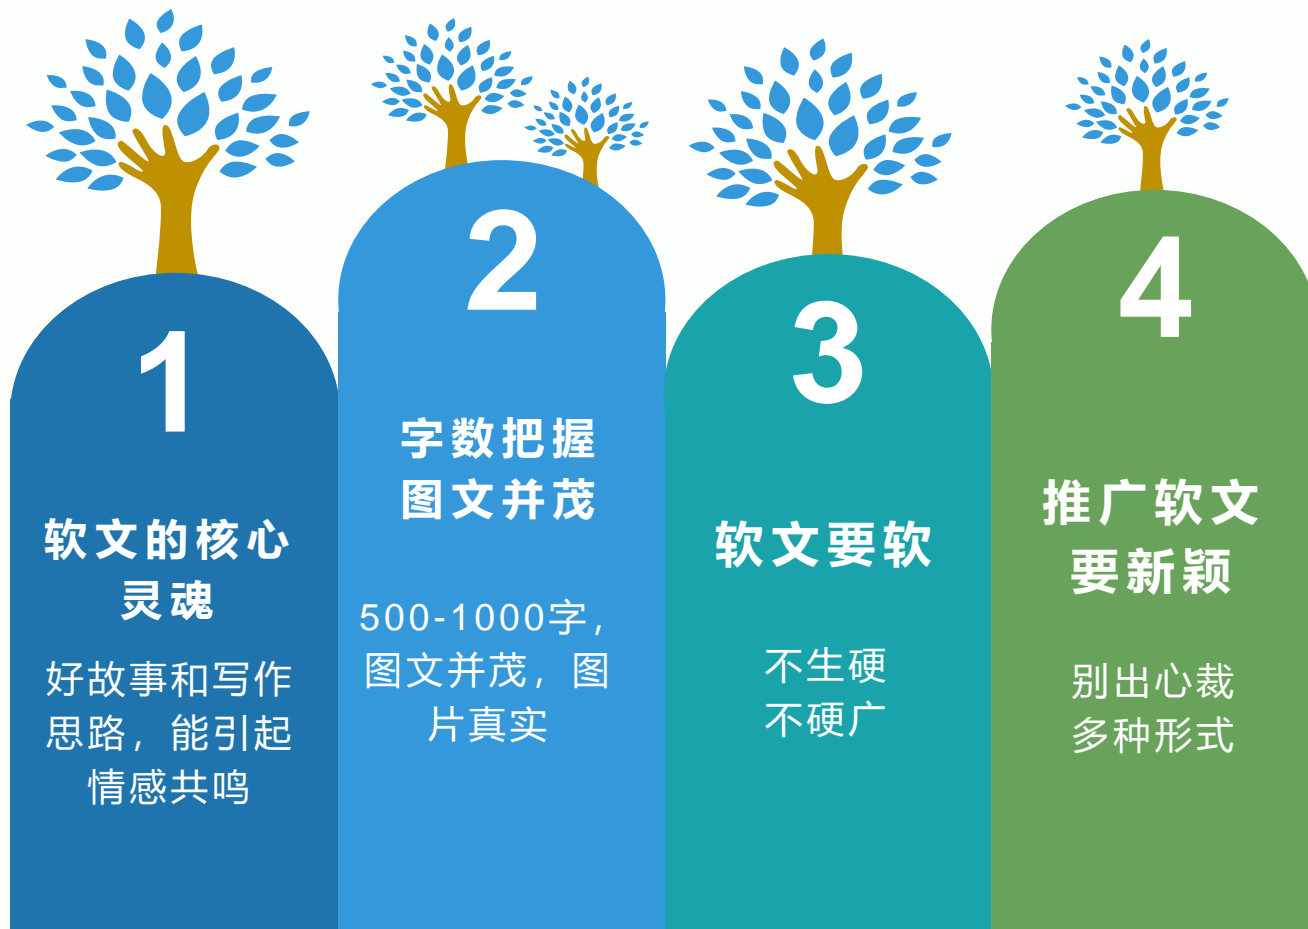 1
软文的核心
灵魂
好故事和写作
思路，能引起
情感共鸣
2
字数把握
图文并茂
500-1000字，
图文并茂，图
片真实
3
软文要软
不生硬
不硬广
4
推广软文
要新颖
别出心裁
多种形式